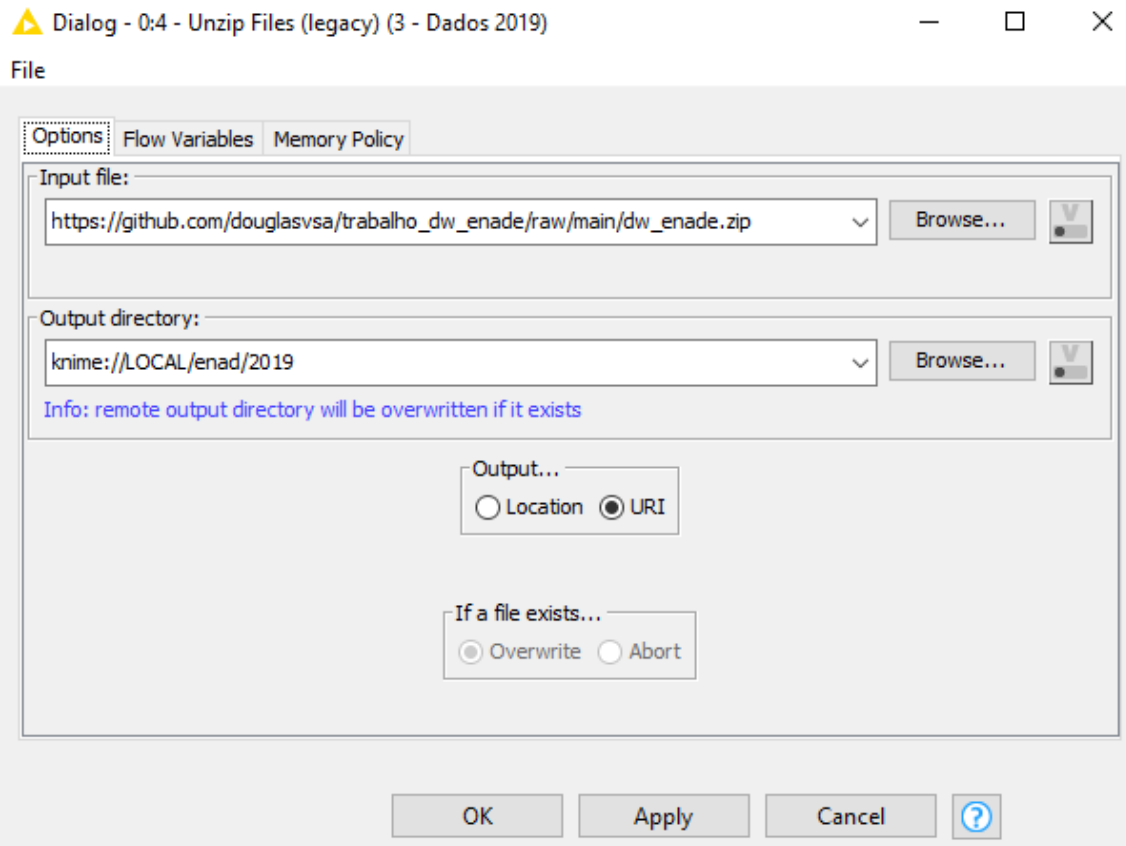 Dialog - 0:4 - Unzip Files (legacy) (3 - Dados 2019)
File
Options Flow Variables Memory Policy
Input file:
https://github.com/douglasvsa/trabalho_dw_enade/raw/main/dw_enade.zip Browse... V
Output directory:
knime://LOCAL/enad/2019 Browse... V
Info: remote output directory will be overwritten if it exists
Output...
Location URI
If a file exists...
Overwrite Abort
OK Apply Cancel ?